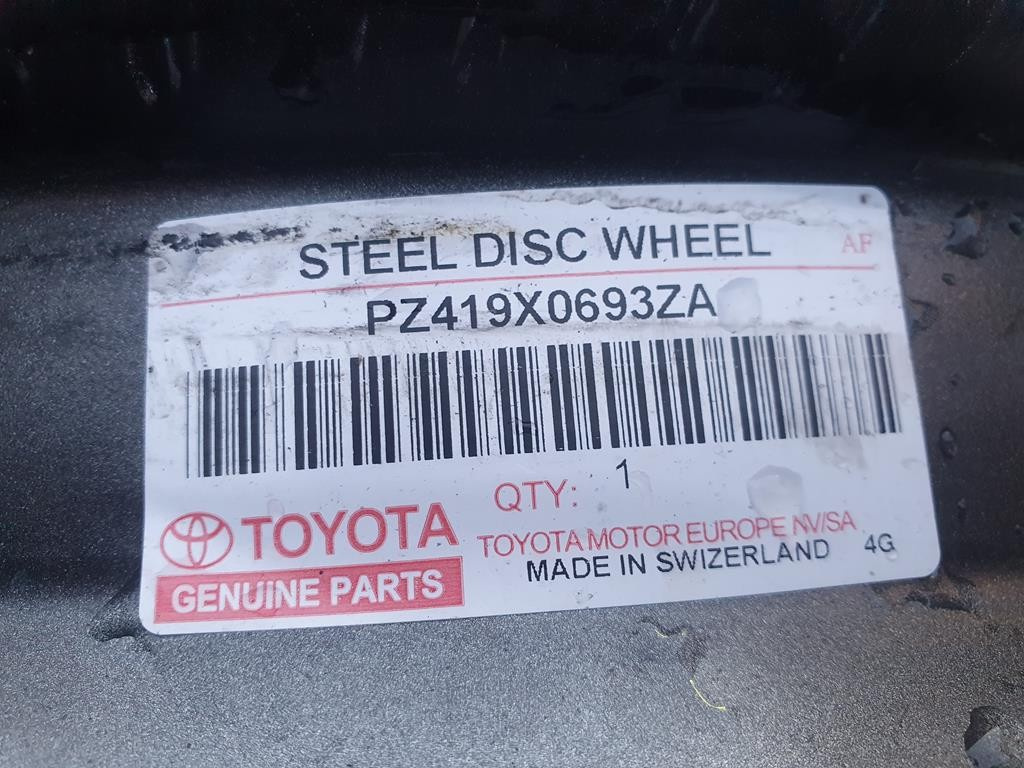 STEEL DISC WHEEL AF
PZ419X0693ZA
QTY: 1
TOYOTA
GENUINE PARTS
TOYOTA MOTOR EUROPE NV/SA
MADE IN SWIZERLAND 4G